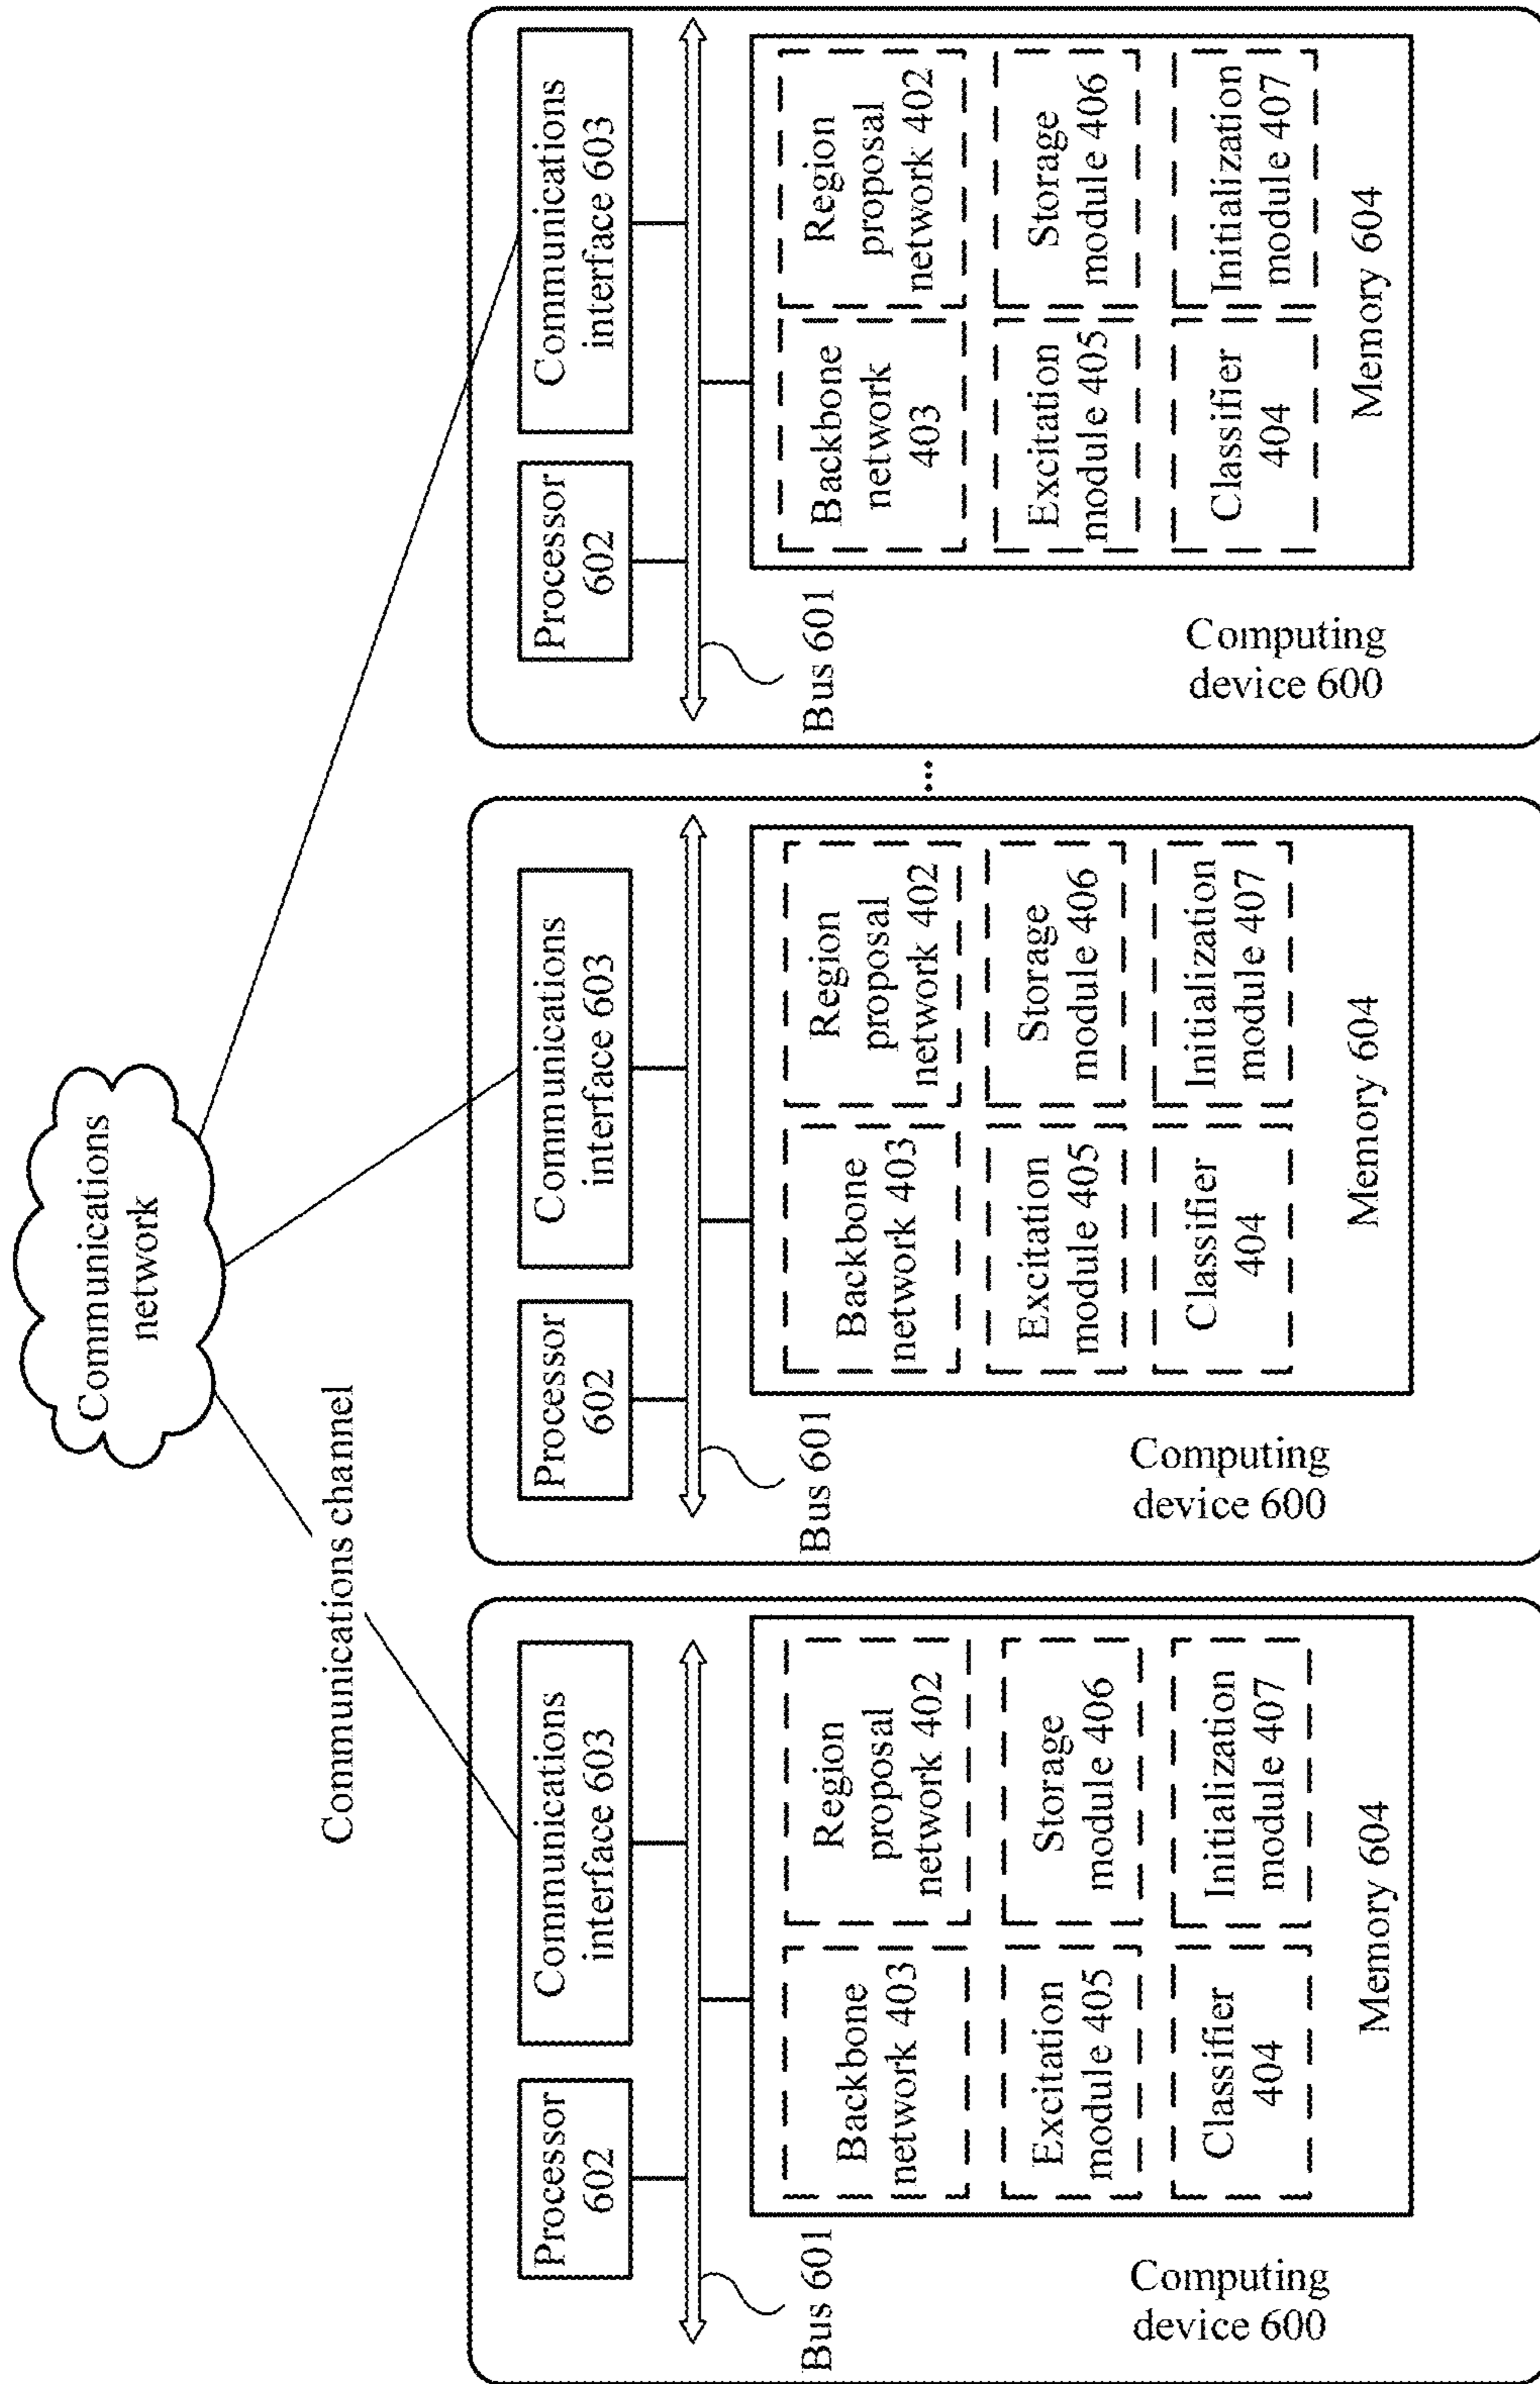 Communications
network
Communications channel
Processor
602
Communications
interface 603
Bus 601
Backbone
network 403
Region
proposal
network 402
Excitation
module 405
Storage
module 406
Classifier
404
Initialization
module 407
Memory 604
Computing
device 600
Processor
602
Communications
interface 603
Bus 601
Backbone
network 403
Region
proposal
network 402
Excitation
module 405
Storage
module 406
Classifier
404
Initialization
module 407
Memory 604
Computing
device 600
...
Processor
602
Communications
interface 603
Bus 601
Backbone
network
403
Region
proposal
network 402
Excitation
module 405
Storage
module 406
Classifier
404
Initialization
module 407
Memory 604
Computing
device 600